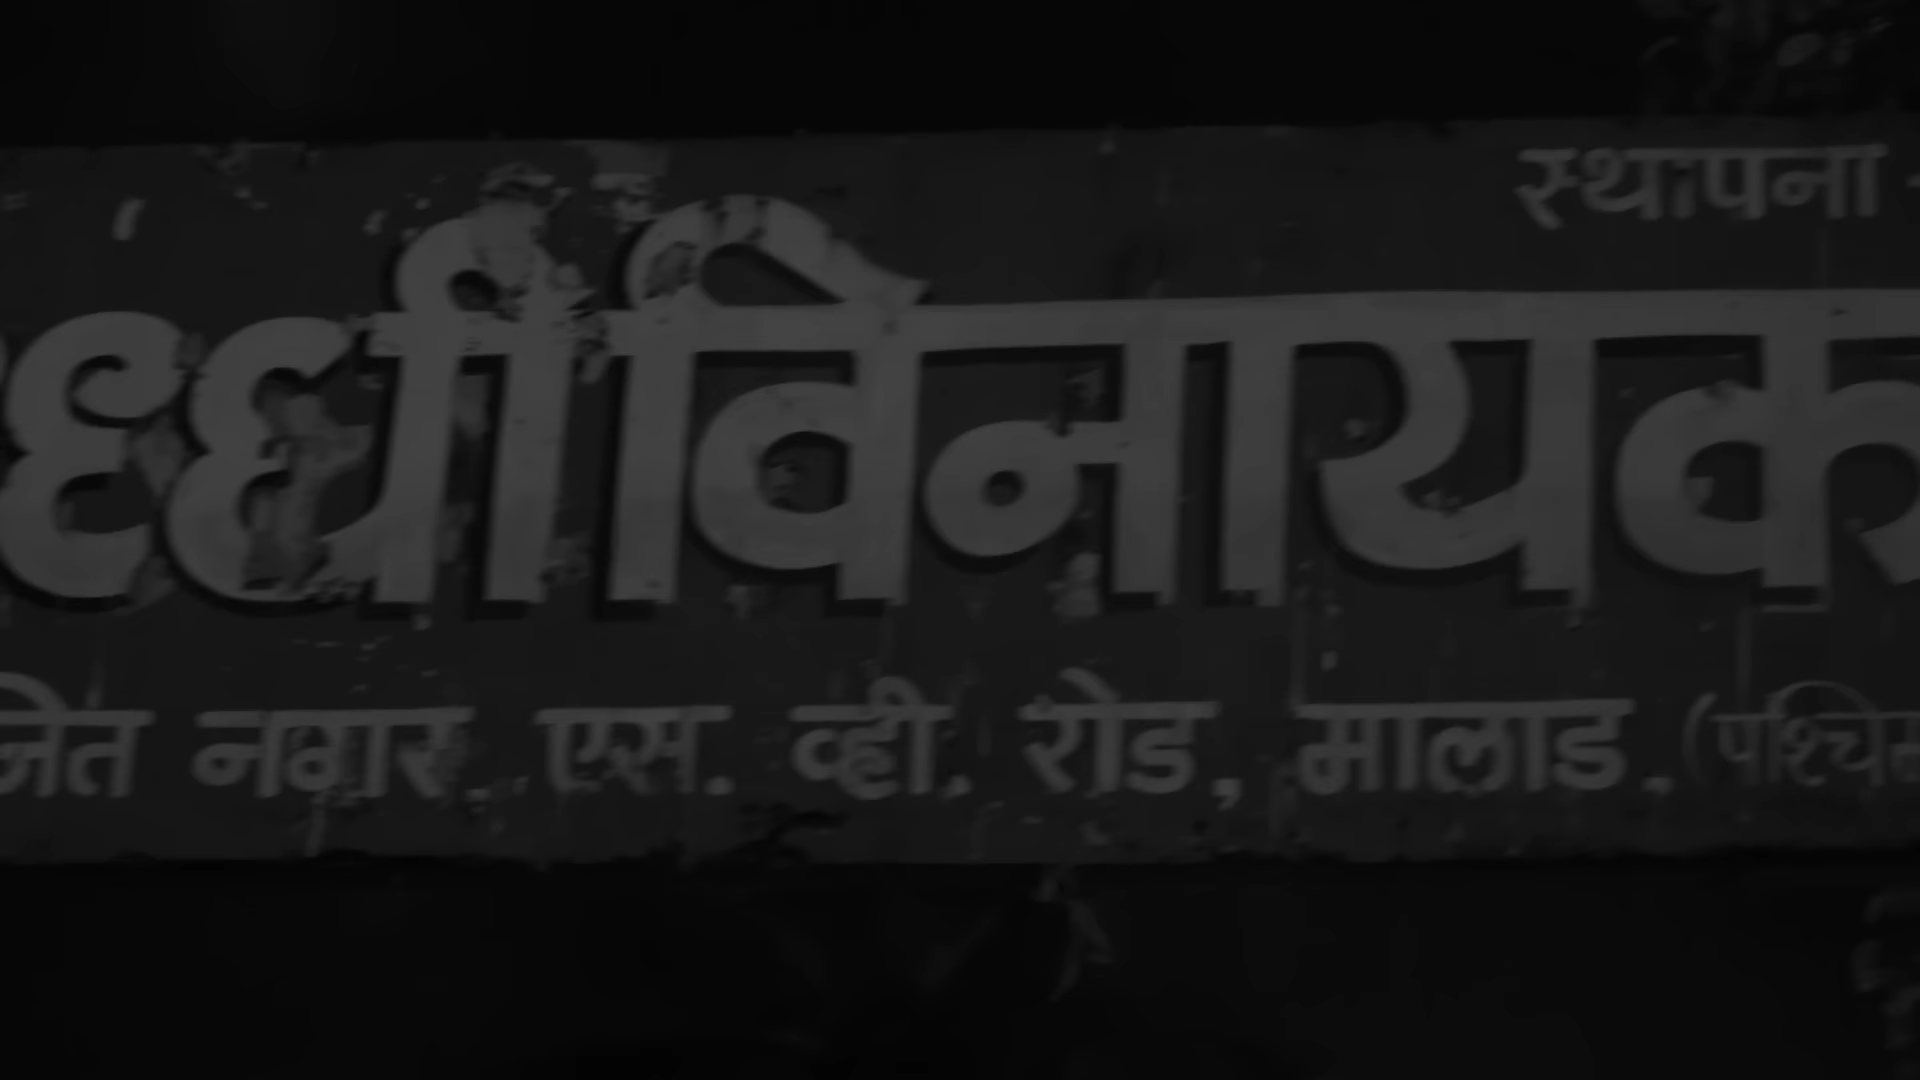 स्थापना -
ध्धीविनायक
जित नगर, एस. व्ही. रोड, मालाड. (पश्चिम